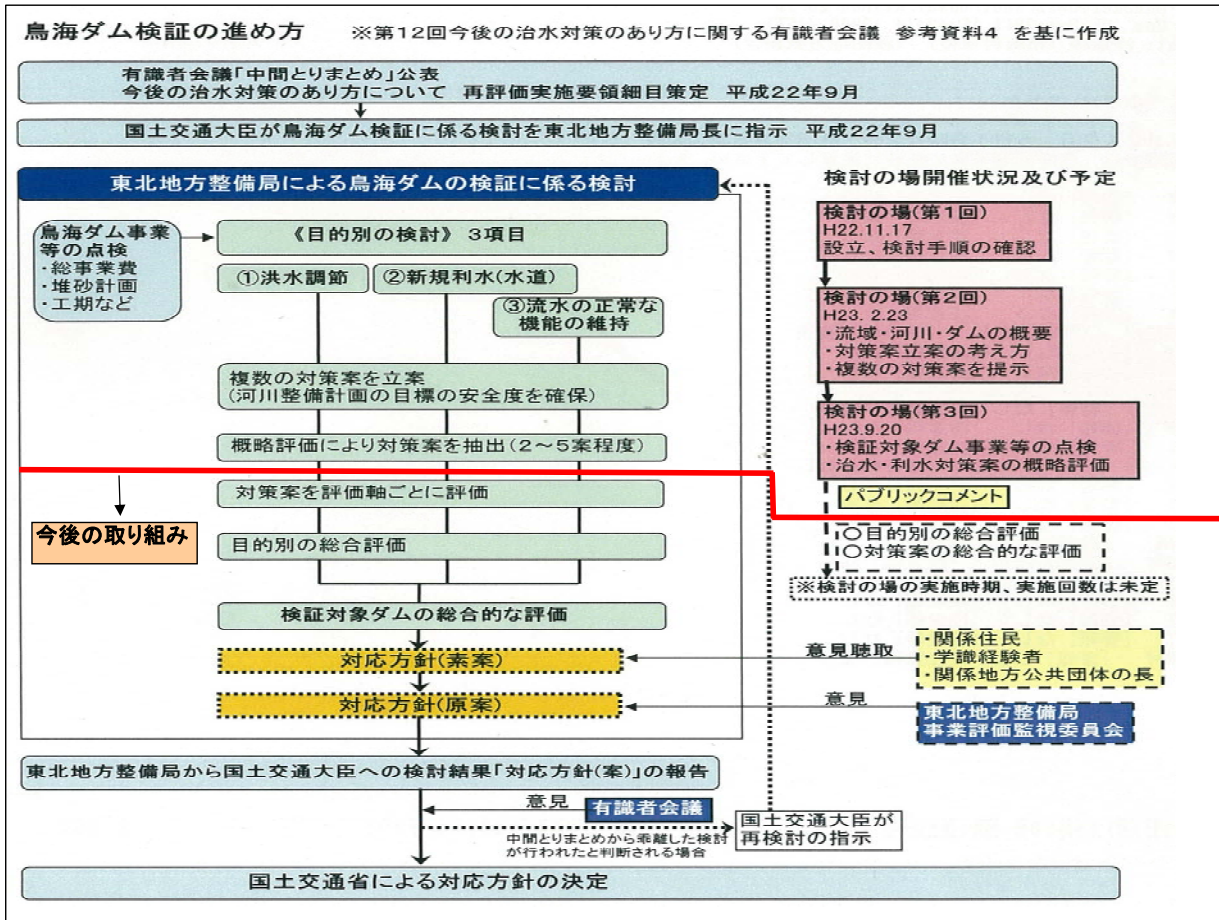 鳥海ダム検証の進め方 ※第12回今後の治水対策のあり方に関する有識者会議 参考資料4 を基に作成
有識者会議「中間とりまとめ」公表
今後の治水対策のあり方について 再評価実施要領細目策定 平成22年9月
国土交通大臣が鳥海ダム検証に係る検討を東北地方整備局長に指示 平成22年9月
東北地方整備局による鳥海ダムの検証に係る検討
鳥海ダム事業
等の点検
・総事業費
・堆砂計画
・工期など
《目的別の検討》 3項目
①洪水調節
②新規利水(水道)
③流水の正常な
機能の維持
複数の対策案を立案
(河川整備計画の目標の安全度を確保)
概略評価により対策案を抽出(2～5案程度)
対策案を評価軸ごとに評価
今後の取り組み
目的別の総合評価
検証対象ダムの総合的な評価
対応方針(素案)
対応方針(原案)
検討の場開催状況及び予定
検討の場(第1回)
H22.11.17
設立、検討手順の確認
検討の場(第2回)
H23. 2.23
・流域・河川・ダムの概要
・対策案立案の考え方
・複数の対策案を提示
検討の場(第3回)
H23.9.20
・検証対象ダム事業等の点検
・治水・利水対策案の概略評価
パブリックコメント
○目的別の総合評価
○対策案の総合的な評価
※検討の場の実施時期、実施回数は未定
意見聴取
・関係住民
・学識経験者
・関係地方公共団体の長
意見
東北地方整備局
事業評価監視委員会
東北地方整備局から国土交通大臣への検討結果「対応方針(案)」の報告
意見
有識者会議
中間とりまとめから乖離した検討
が行われたと判断される場合
国土交通大臣が
再検討の指示
国土交通省による対応方針の決定